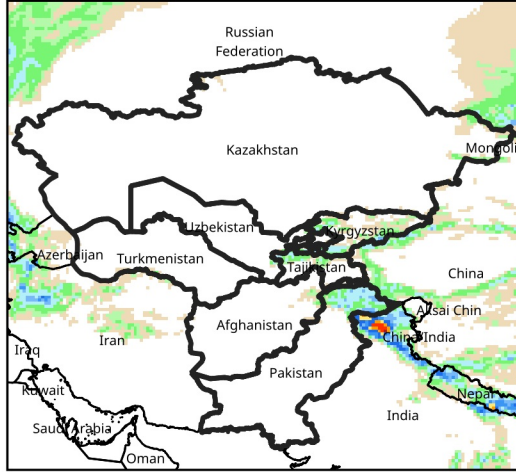 Russian
Federation
Kazakhstan
Mongoli
Uzbekistan
Kyrgyzstan
Azerbaijan
Turkmenistan
Tajikistan
China
Aksai Chin
Afghanistan
China/India
Iran
Iraq
Pakistan
Kuwait
Nepal
India
Saudi Arabia
Oman